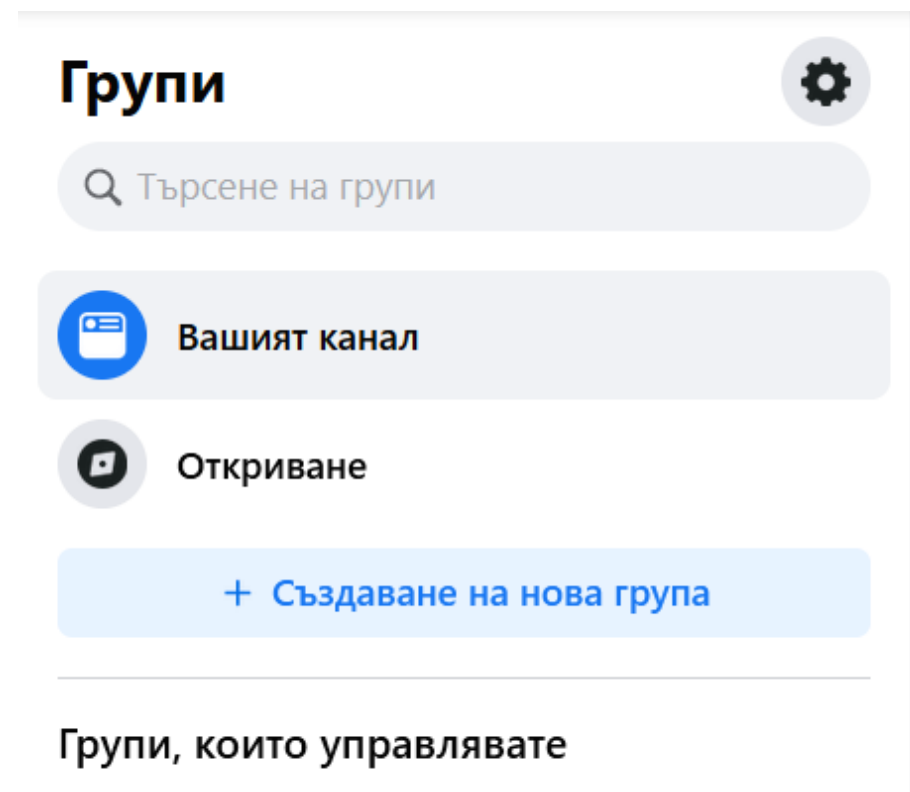 Групи
Търсене на групи
Вашият канал
Откриване
+ Създаване на нова група
Групи, които управлявате